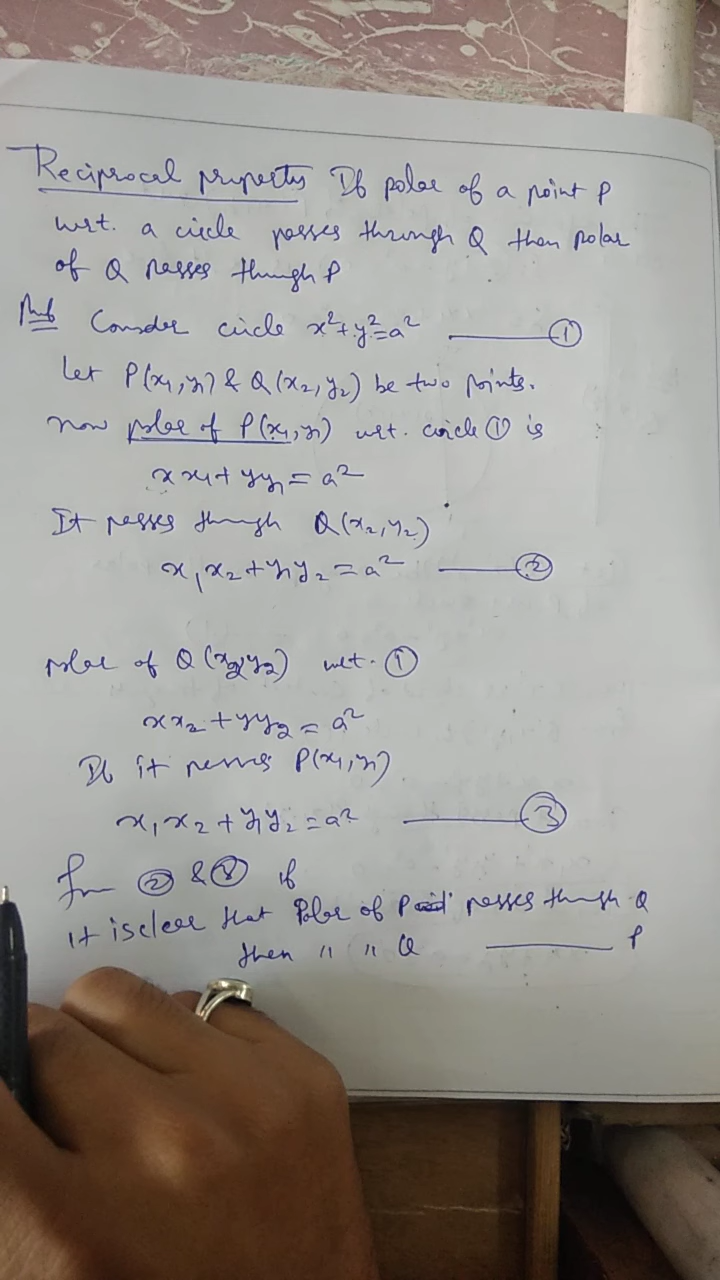 Reciprocal property If polar of a point P
wrt. a circle passes through Q then polar
of Q passes through P
Proof Consider circle x²+y²=a² ——— ①
Let P(x₁,y₁) & Q(x₂,y₂) be two points.
now polar of P(x₁,y₁) wrt. circle ① is
xx₁+yy₁=a²
It passes through Q(x₂,y₂)
x₁x₂+y₁y₂=a² ——— ②
polar of Q(x₂,y₂) wrt. ①
xx₂+yy₂=a²
If it passes P(x₁,y₁)
x₁x₂+y₁y₂=a² ——— ③
from ② & ③ if
it is clear that Polar of P passes through Q
then " " Q ——— P